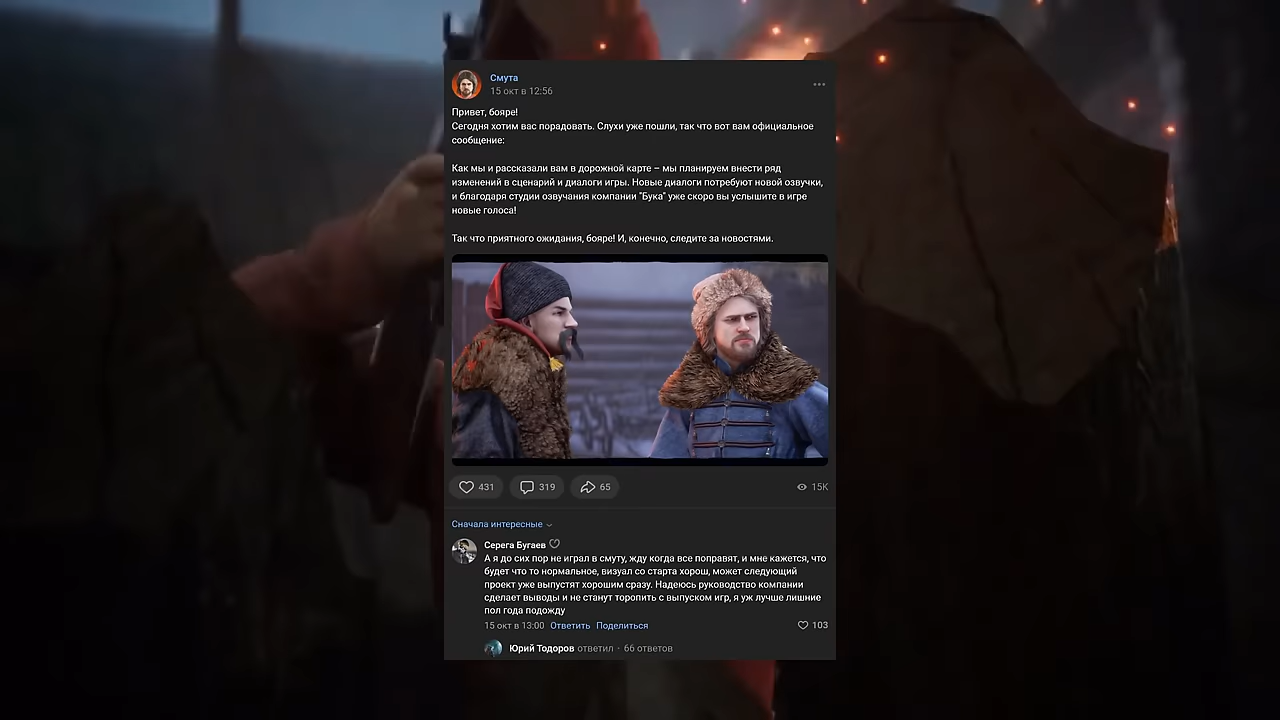 Смута
15 окт в 12:56
Привет, бояре!
Сегодня хотим вас порадовать. Слухи уже пошли, так что вот вам официальное
сообщение:
Как мы и рассказали вам в дорожной карте – мы планируем внести ряд
изменений в сценарий и диалоги игры. Новые диалоги потребуют новой озвучки,
и благодаря студии озвучания компании "Бука" уже скоро вы услышите в игре
новые голоса!
Так что приятного ожидания, бояре! И, конечно, следите за новостями.
431 319 65 15K
Сначала интересные
Серега Бугаев
А я до сих пор не играл в смуту, жду когда все поправят, и мне кажется, что
будет что то нормальное, визуал со старта хорош, может следующий
проект уже выпустят хорошим сразу. Надеюсь руководство компании
сделает выводы и не станут торопить с выпуском игр, я уж лучше лишние
пол года подожду
15 окт в 13:00 Ответить Поделиться 103
Юрий Тодоров ответил · 66 ответов